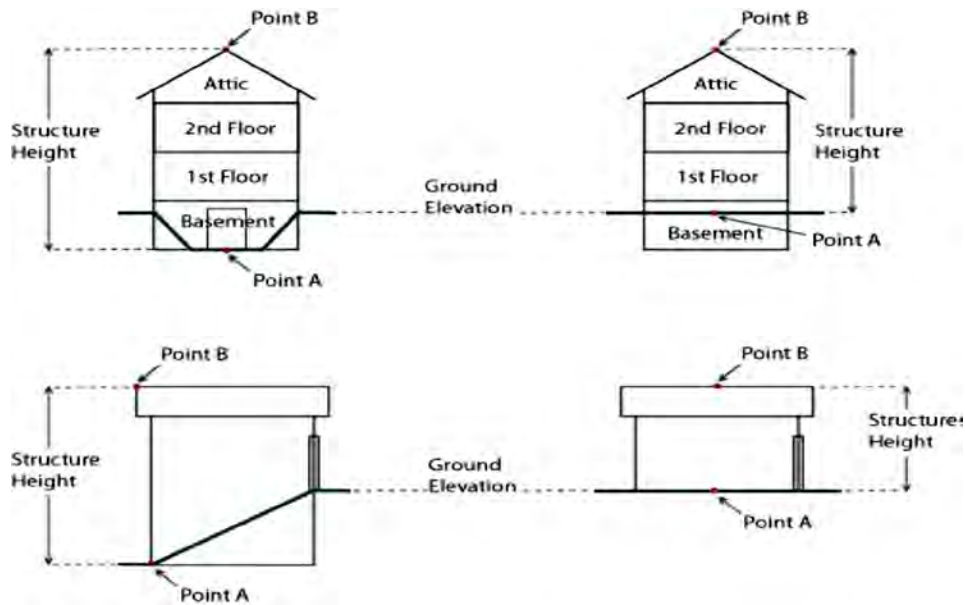 Point B
Attic
2nd Floor
1st Floor
Basement
Structure
Height
Point A
Ground
Elevation
Point B
Attic
2nd Floor
1st Floor
Basement
Structure
Height
Point A
Point B
Structure
Height
Point A
Ground
Elevation
Point B
Structures
Height
Point A